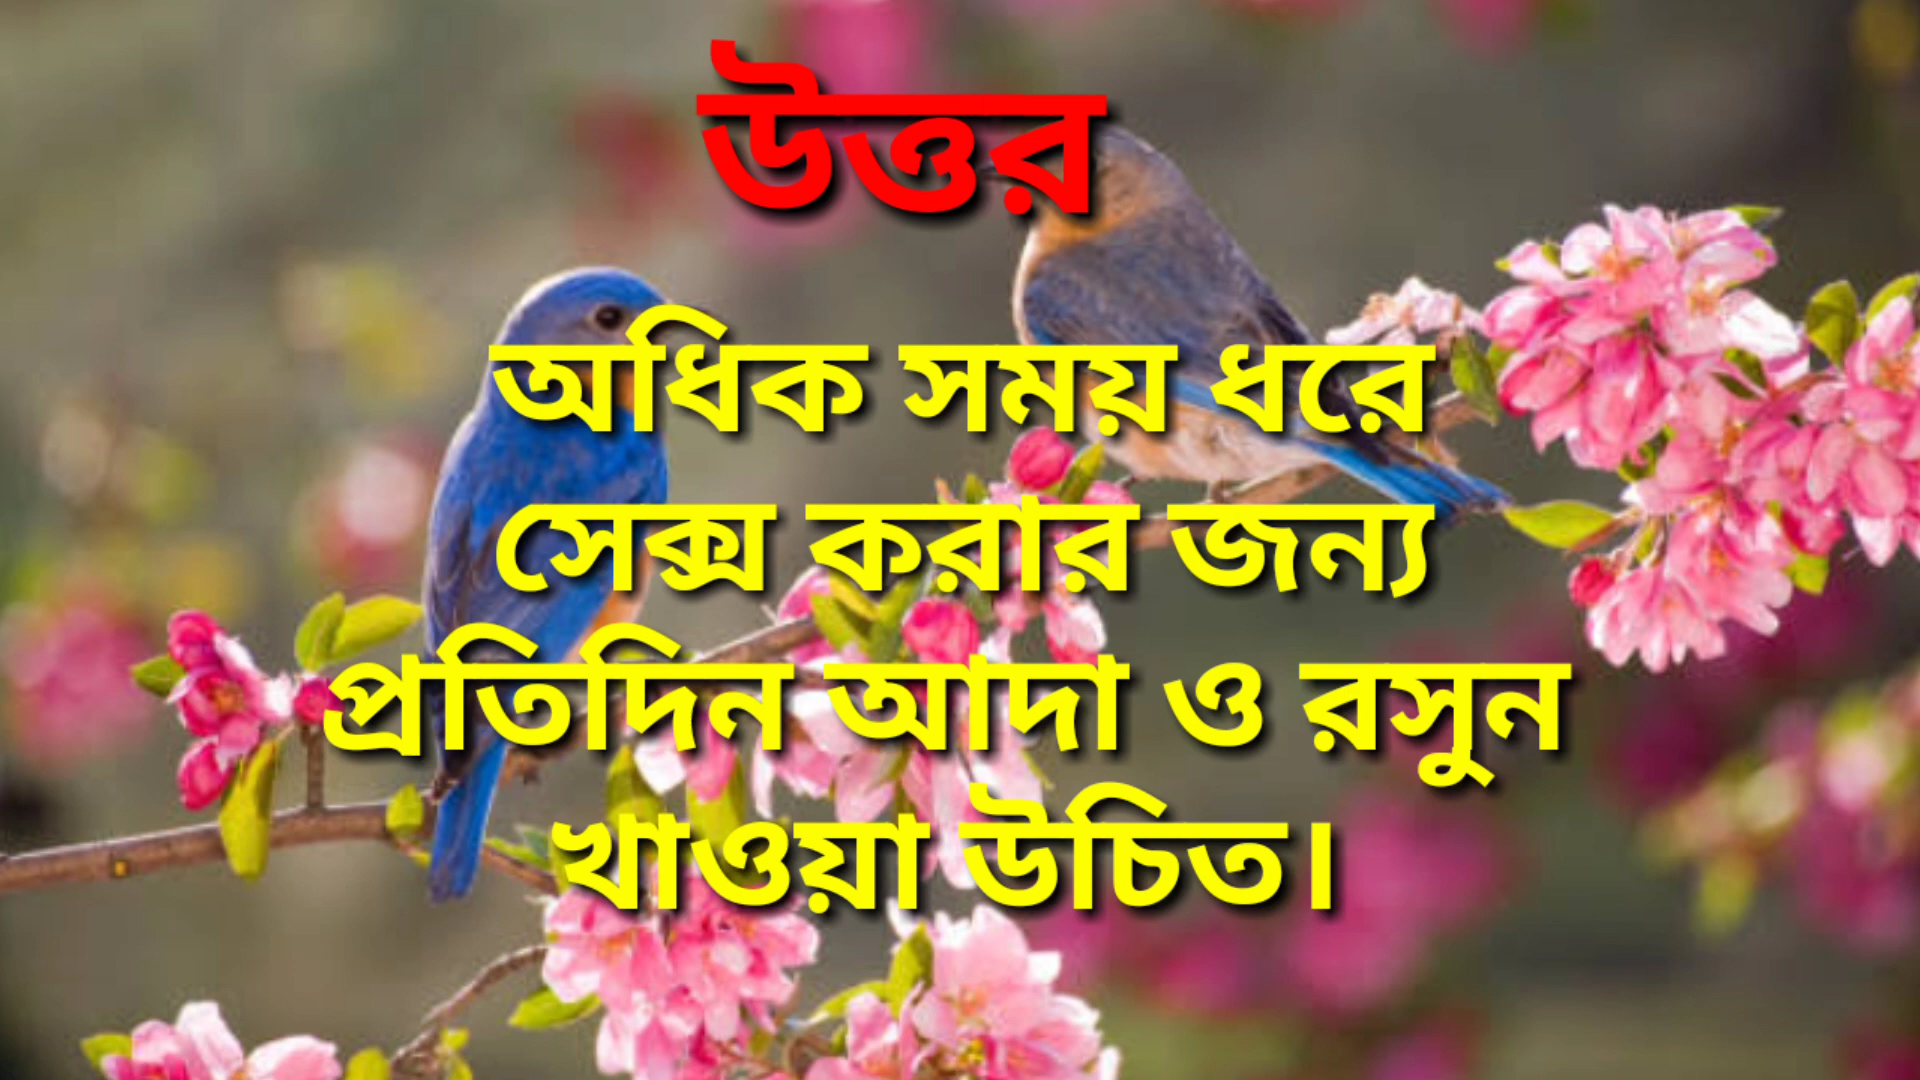 উত্তর
অধিক সময় ধরে
সেক্স করার জন্য
প্রতিদিন আদা ও রসুন
খাওয়া উচিত।